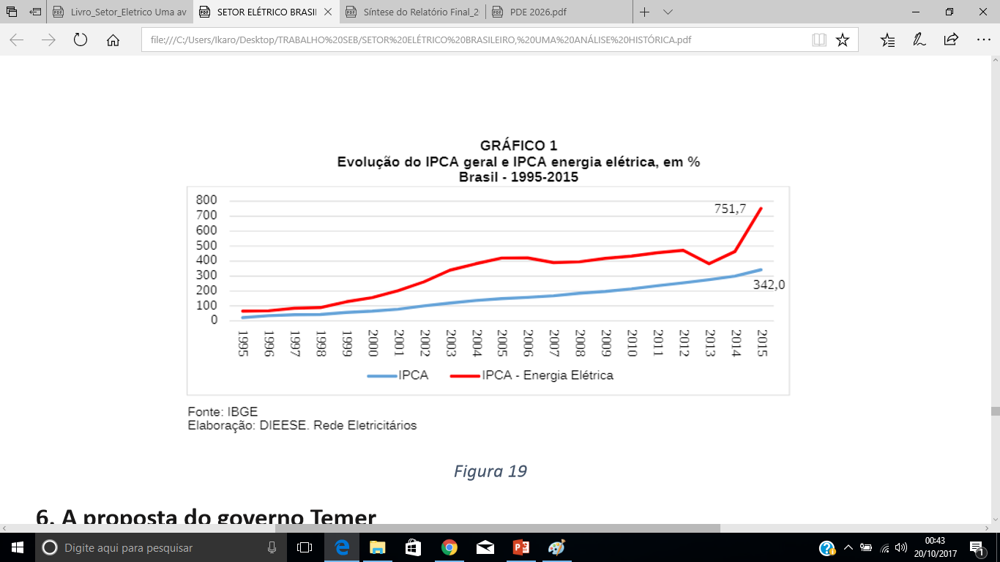 Livro_Setor_Eletrico Uma av
SETOR ELÉTRICO BRASIL
Síntese do Relatório Final_2
PDE 2026.pdf
file:///C:/Users/Ikaro/Desktop/TRABALHO%20SEB/SETOR%20ELÉTRICO%20BRASILEIRO,%20UMA%20ANÁLISE%20HISTÓRICA.pdf
GRÁFICO 1
Evolução do IPCA geral e IPCA energia elétrica, em %
Brasil - 1995-2015
800
700
600
500
400
300
200
100
0
751,7
342,0
1995 1996 1997 1998 1999 2000 2001 2002 2003 2004 2005 2006 2007 2008 2009 2010 2011 2012 2013 2014 2015
IPCA IPCA - Energia Elétrica
Fonte: IBGE
Elaboração: DIEESE. Rede Eletricitários
Figura 19
6. A proposta do governo Temer
Digite aqui para pesquisar
00:43
20/10/2017
1